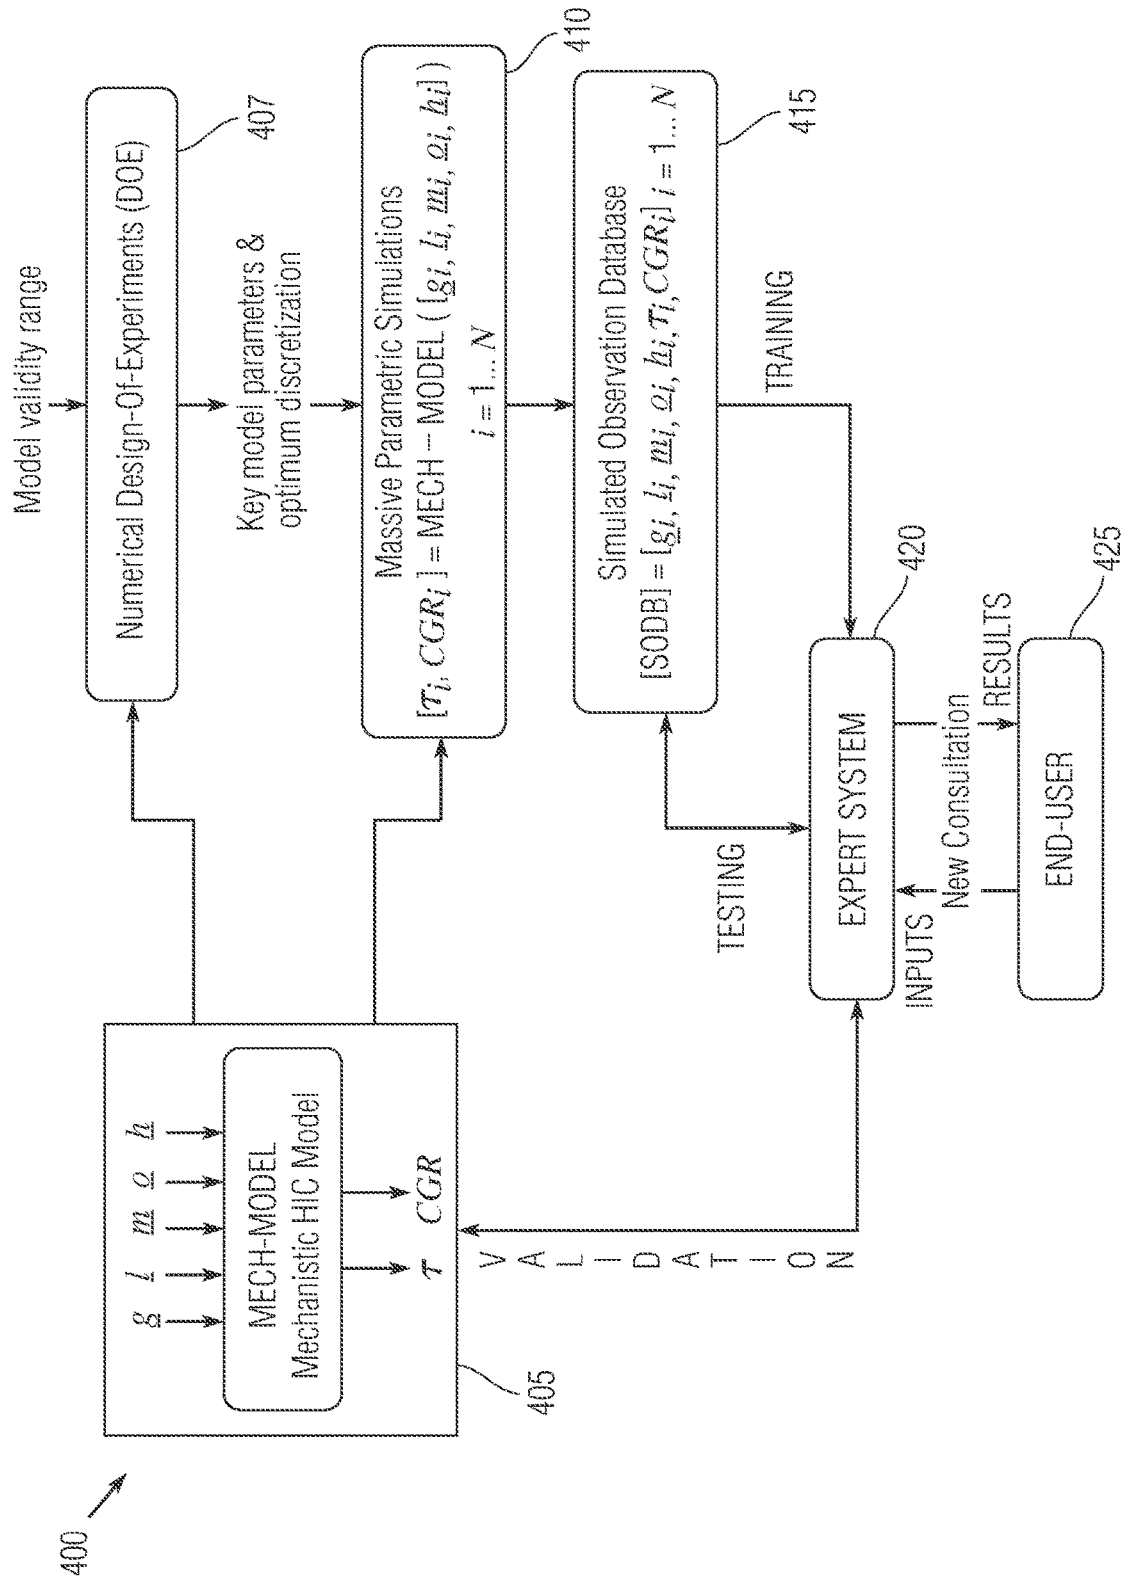 400
g l m o h
MECH-MODEL
Mechanistic HIC Model
τ CGR
405
VALIDATION
Model validity range
Numerical Design-Of-Experiments (DOE)
407
Key model parameters &
optimum discretization
Massive Parametric Simulations
[τi, CGRi] = MECH – MODEL ([gi, li, mi, oi, hi])
i = 1... N
410
Simulated Observation Database
[SODB] = [gi, li, mi, oi, hi, τi, CGRi] i = 1... N
415
TESTING
TRAINING
EXPERT SYSTEM
420
INPUTS
New Consultation
RESULTS
END-USER
425